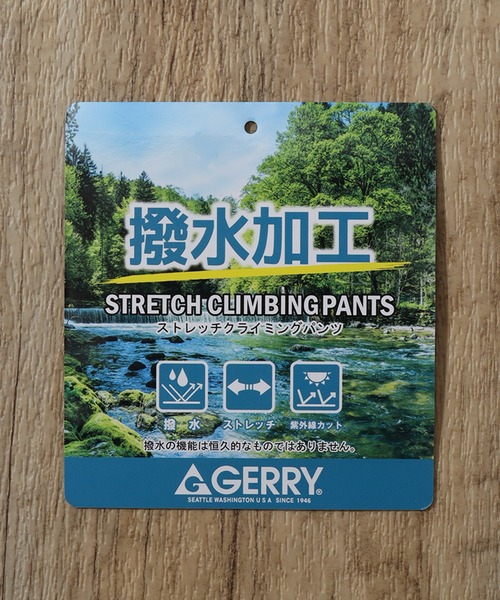 撥水加工
STRETCH CLIMBING PANTS
ストレッチクライミングパンツ
撥水 ストレッチ 紫外線カット
撥水の機能は恒久的なものではありません。
GERRY®
SEATTLE WASHINGTON U S A SINCE 1946